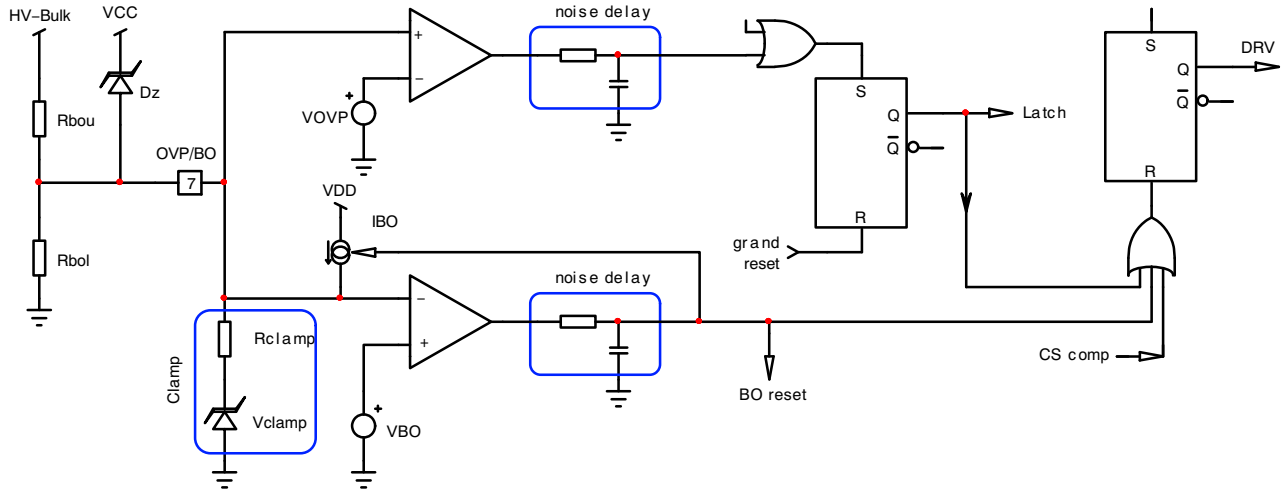 HV−Bulk
VCC
noise delay
S
DRV
Q
Q
R
Dz
Rbou
+
−
+
VOVP
S
Q
Q
R
Latch
OVP/BO
7
VDD
IBO
grand
reset
Rbol
noise delay
−
+
Clamp
Rclamp
Vclamp
+
VBO
BO reset
CS comp